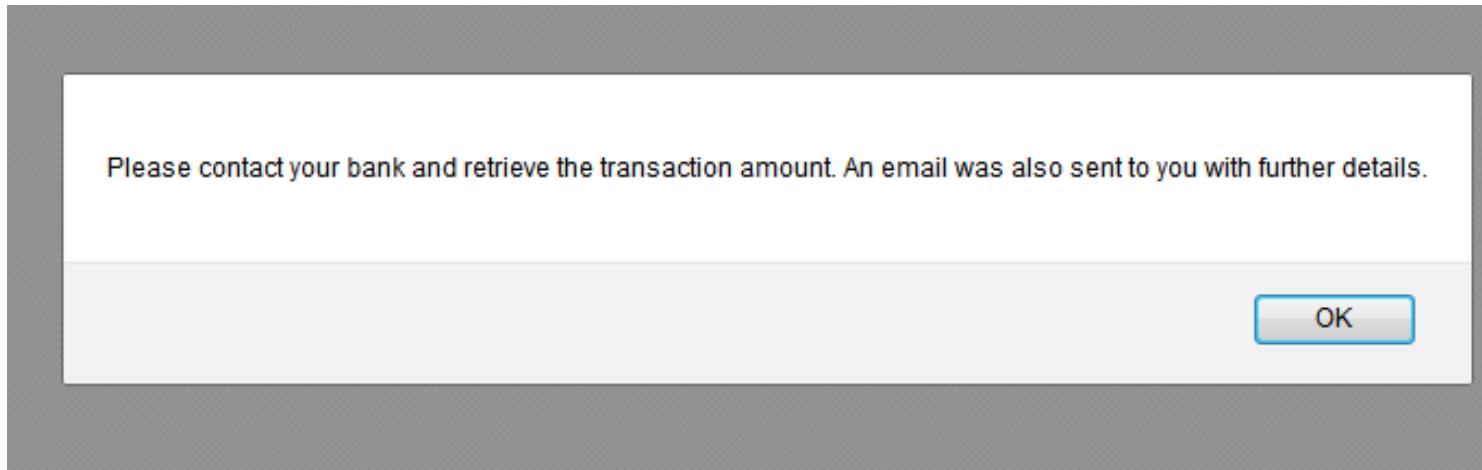 Please contact your bank and retrieve the transaction amount. An email was also sent to you with further details.
OK